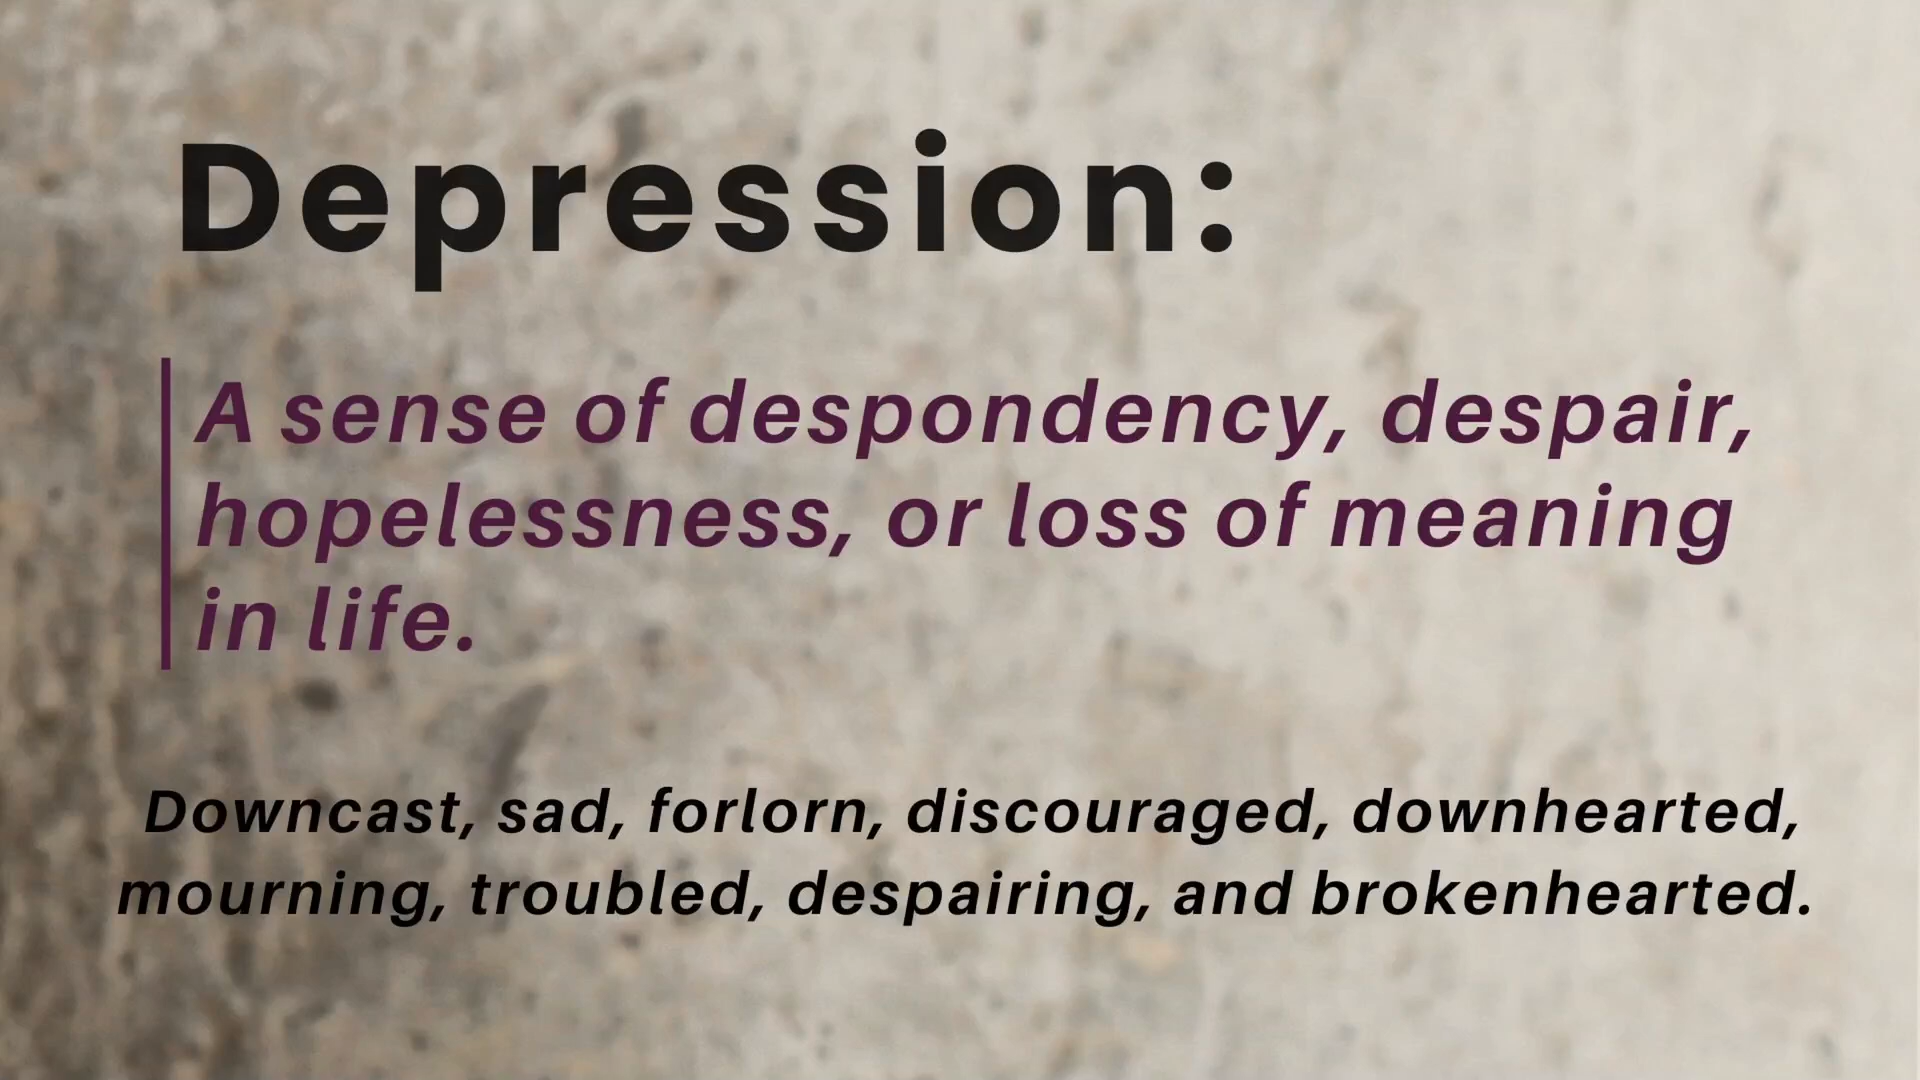 Depression:
A sense of despondency, despair,
hopelessness, or loss of meaning
in life.
Downcast, sad, forlorn, discouraged, downhearted,
mourning, troubled, despairing, and brokenhearted.